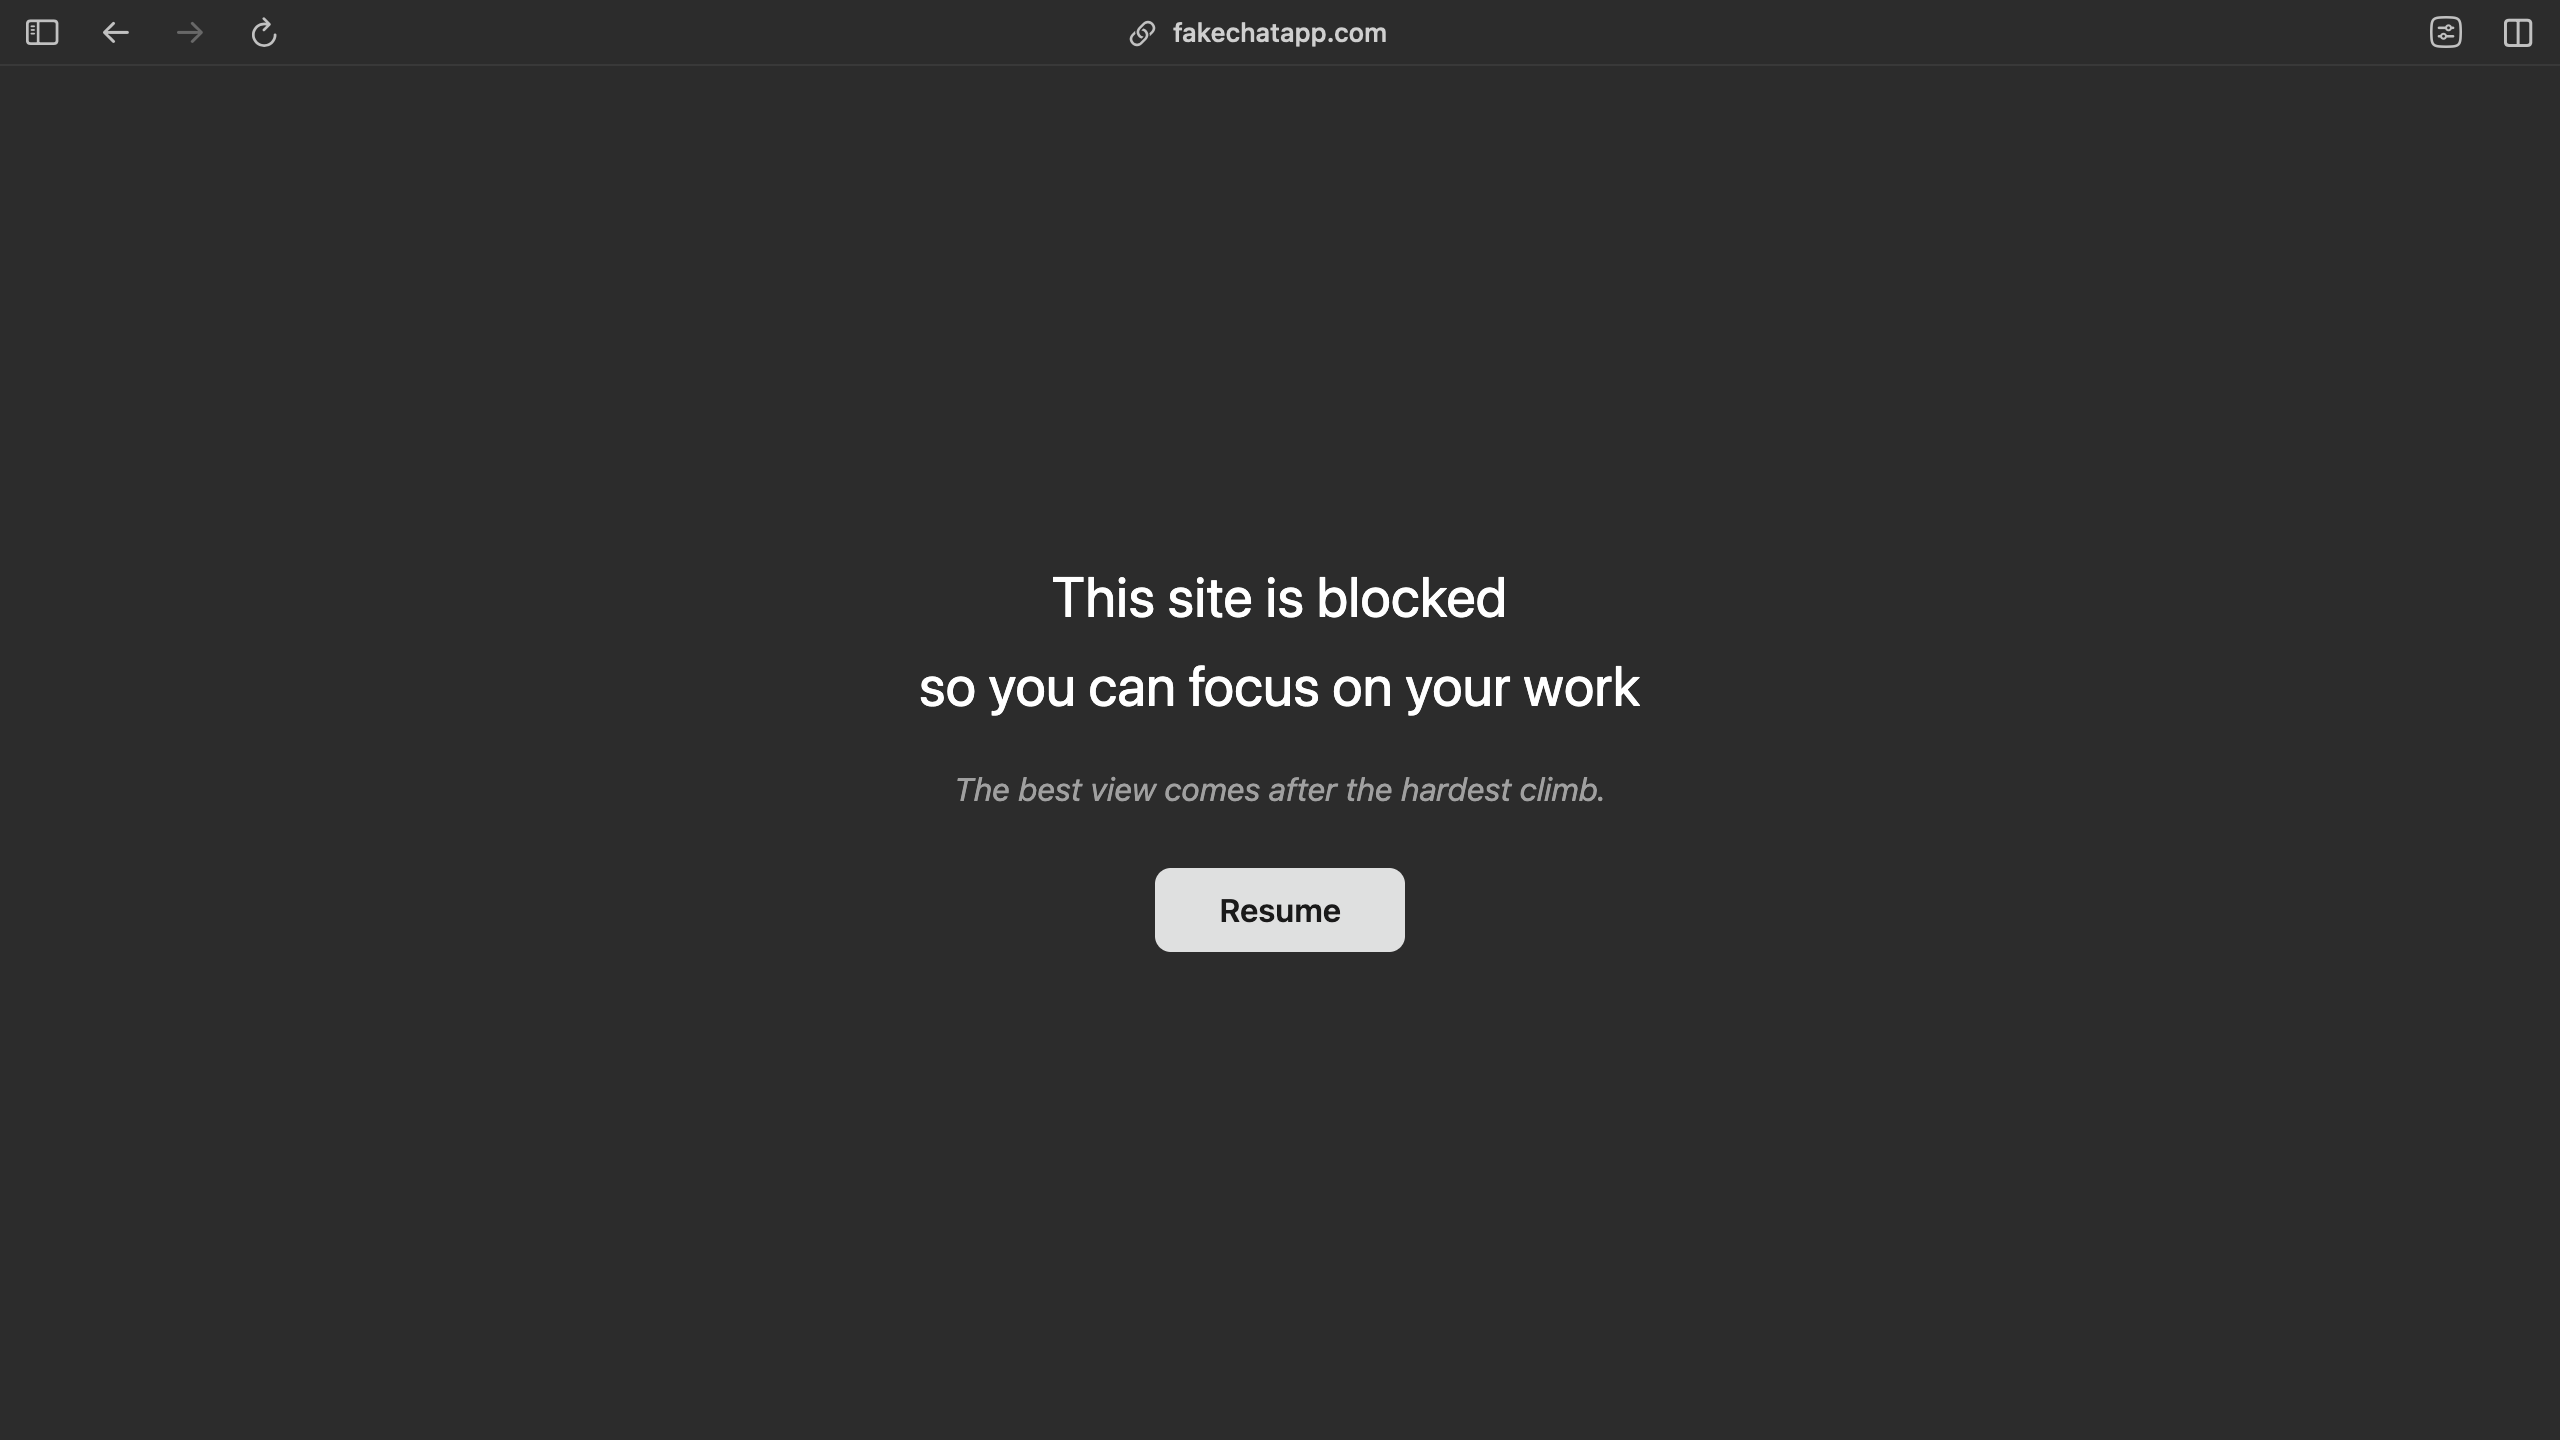 fakechatapp.com
This site is blocked
so you can focus on your work
The best view comes after the hardest climb.
Resume